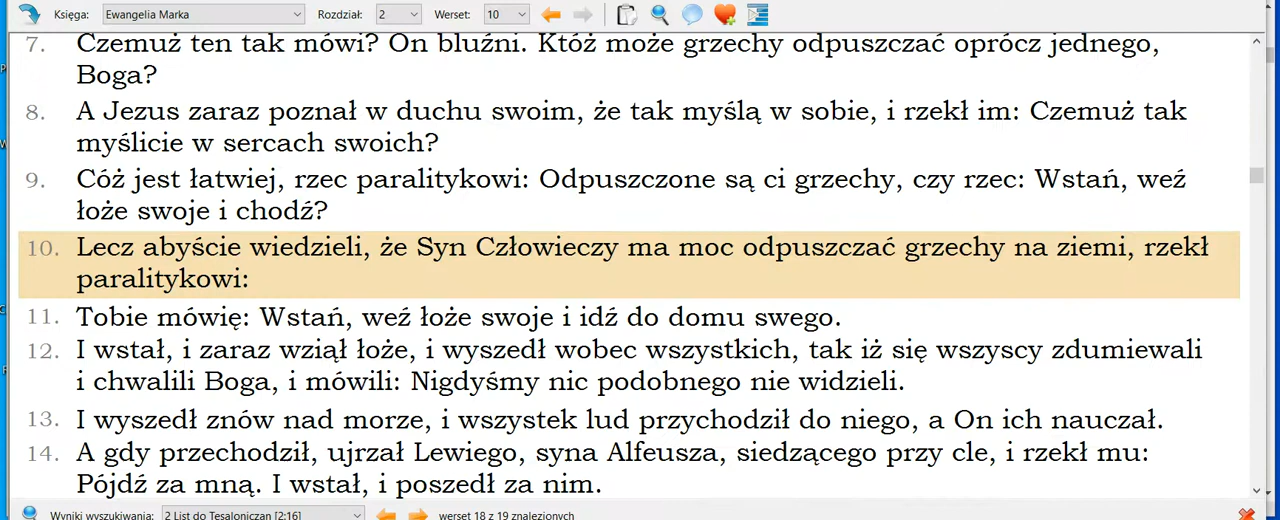 Księga: Ewangelia Marka Rozdział: 2 Werset: 10
7. Czemuż ten tak mówi? On bluźni. Któż może grzechy odpuszczać oprócz jednego,
Boga?
8. A Jezus zaraz poznał w duchu swoim, że tak myślą w sobie, i rzekł im: Czemuż tak
myślicie w sercach swoich?
9. Cóż jest łatwiej, rzec paralitykowi: Odpuszczone są ci grzechy, czy rzec: Wstań, weź
łoże swoje i chodź?
10. Lecz abyście wiedzieli, że Syn Człowieczy ma moc odpuszczać grzechy na ziemi, rzekł
paralitykowi:
11. Tobie mówię: Wstań, weź łoże swoje i idź do domu swego.
12. I wstał, i zaraz wziął łoże, i wyszedł wobec wszystkich, tak iż się wszyscy zdumiewali
i chwalili Boga, i mówili: Nigdyśmy nic podobnego nie widzieli.
13. I wyszedł znów nad morze, i wszystek lud przychodził do niego, a On ich nauczał.
14. A gdy przechodził, ujrzał Lewiego, syna Alfeusza, siedzącego przy cle, i rzekł mu:
Pójdź za mną. I wstał, i poszedł za nim.
Wyniki wyszukiwania: 2 List do Tesaloniczan [2:16] werset 18 z 19 znalezionych